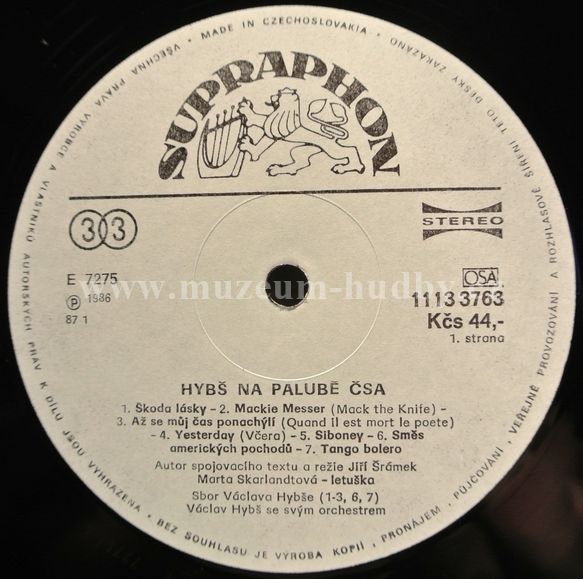 VŠECHNA PRÁVA VÝROBCE A VLASTNÍKŮ AUTORSKÝCH PRÁV K DÍLU JSOU VYHRAZENA • BEZ SOUHLASU JE VÝROBA KOPIÍ, PRONÁJEM, PŮJČOVÁNÍ, VEŘEJNÉ PROVOZOVÁNÍ A ROZHLASOVÉ ŠÍŘENÍ TÉTO DESKY ZAKÁZÁNO • MADE IN CZECHOSLOVAKIA •
SUPRAPHON
33
STEREO
E 7275
OSA
℗ 1986
1113 3763
www.muzeum-hudby
87 1
Kčs 44,-
1. strana
HYBŠ NA PALUBĚ ČSA
1. Škoda lásky - 2. Mackie Messer (Mack the Knife) -
3. Až se můj čas ponachýlí (Quand il est mort le poete)
- 4. Yesterday (Včera) - 5. Siboney - 6. Směs
amerických pochodů - 7. Tango bolero
Autor spojovacího textu a režie Jiří Šrámek
Marta Skarlandtová - letuška
Sbor Václava Hybše (1-3, 6, 7)
Václav Hybš se svým orchestrem